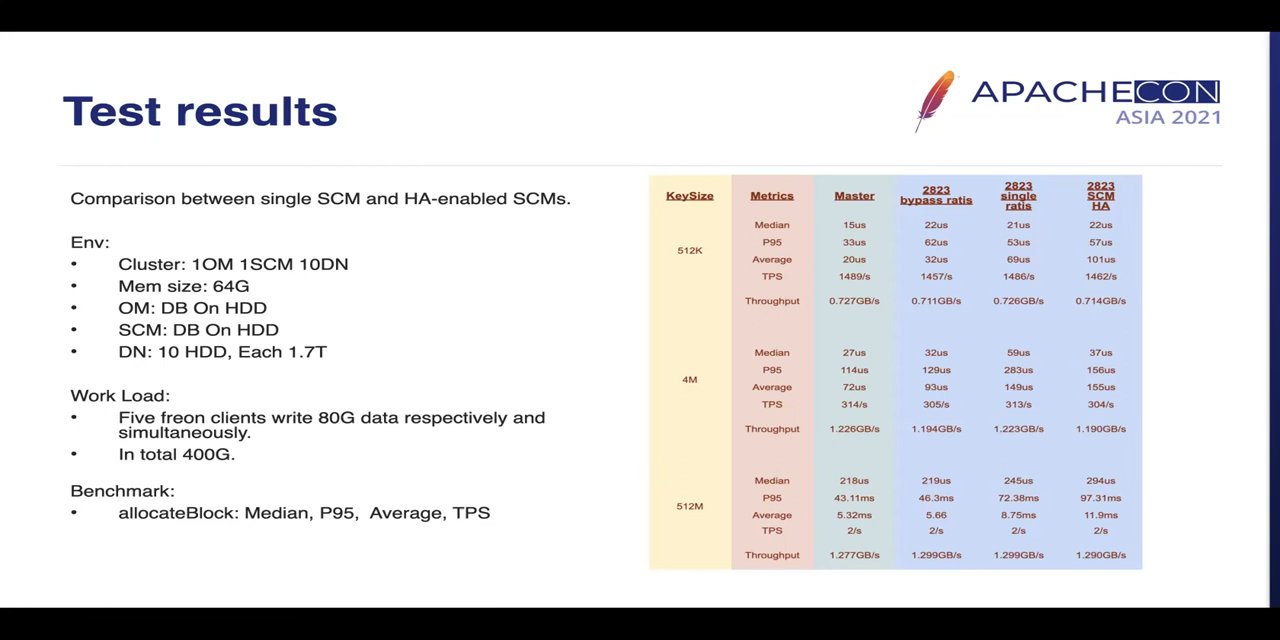 Test results
APACHECON
ASIA 2021
Comparison between single SCM and HA-enabled SCMs.
Env:
• Cluster: 1OM 1SCM 10DN
• Mem size: 64G
• OM: DB On HDD
• SCM: DB On HDD
• DN: 10 HDD, Each 1.7T
Work Load:
• Five freon clients write 80G data respectively and
simultaneously.
• In total 400G.
Benchmark:
• allocateBlock: Median, P95, Average, TPS
KeySize Metrics Master 2823 bypass ratis 2823 single ratis 2823 SCM HA
512K
Median 15us 22us 21us 22us
P95 33us 62us 53us 57us
Average 20us 32us 69us 101us
TPS 1489/s 1457/s 1486/s 1462/s
Throughput 0.727GB/s 0.711GB/s 0.726GB/s 0.714GB/s
4M
Median 27us 32us 59us 37us
P95 114us 129us 283us 156us
Average 72us 93us 149us 155us
TPS 314/s 305/s 313/s 304/s
Throughput 1.226GB/s 1.194GB/s 1.223GB/s 1.190GB/s
512M
Median 218us 219us 245us 294us
P95 43.11ms 46.3ms 72.38ms 97.31ms
Average 5.32ms 5.66 8.75ms 11.9ms
TPS 2/s 2/s 2/s 2/s
Throughput 1.277GB/s 1.299GB/s 1.299GB/s 1.290GB/s